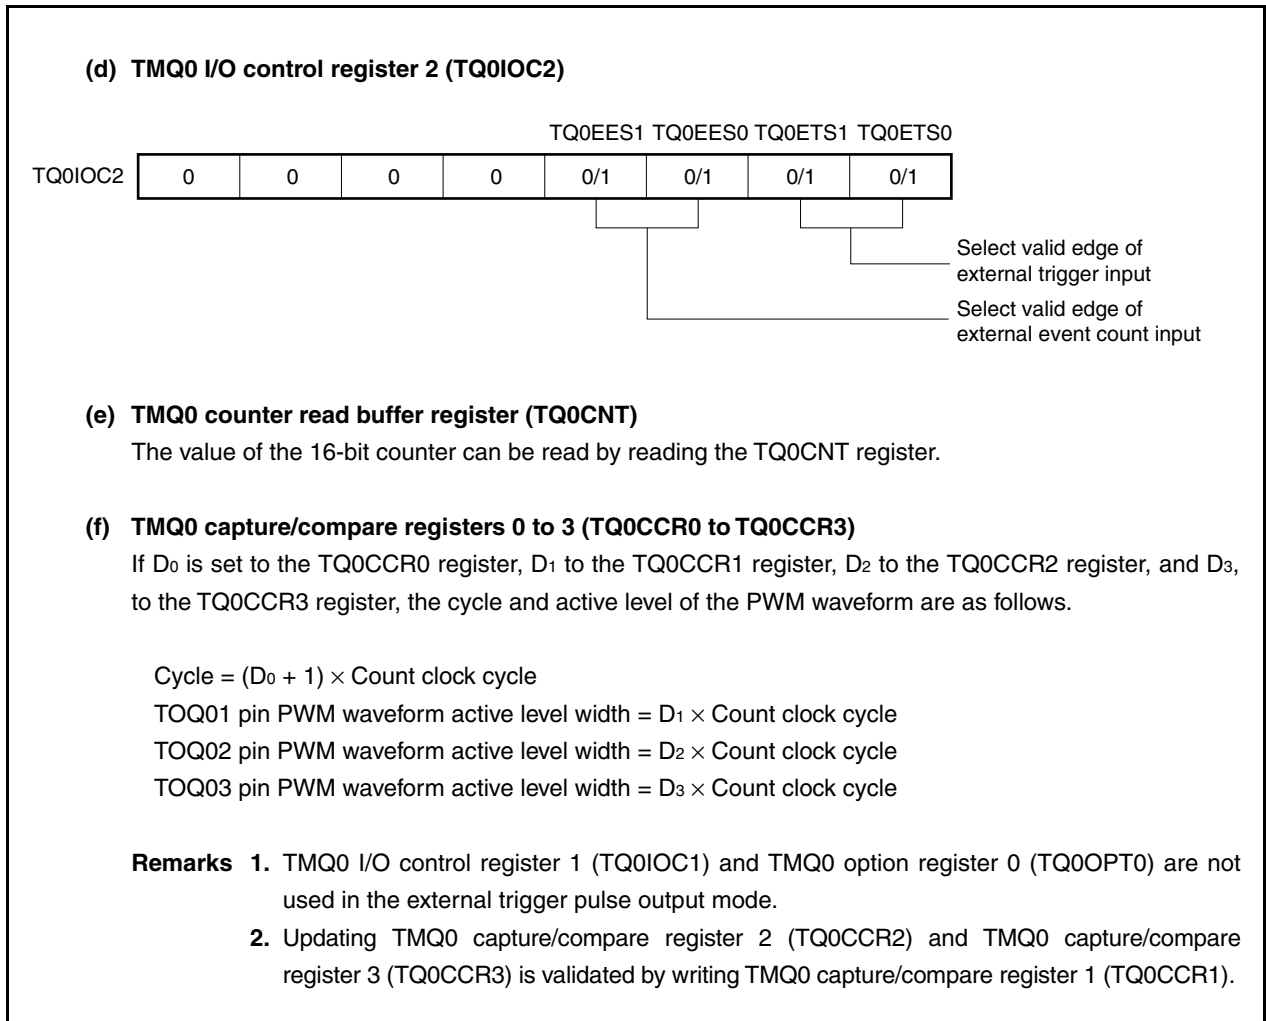 (d) TMQ0 I/O control register 2 (TQ0IOC2)
TQ0EES1 TQ0EES0 TQ0ETS1 TQ0ETS0
TQ0IOC2 0 0 0 0 0/1 0/1 0/1 0/1
Select valid edge of
external trigger input
Select valid edge of
external event count input
(e) TMQ0 counter read buffer register (TQ0CNT)
The value of the 16-bit counter can be read by reading the TQ0CNT register.
(f) TMQ0 capture/compare registers 0 to 3 (TQ0CCR0 to TQ0CCR3)
If D0 is set to the TQ0CCR0 register, D1 to the TQ0CCR1 register, D2 to the TQ0CCR2 register, and D3,
to the TQ0CCR3 register, the cycle and active level of the PWM waveform are as follows.
Cycle = (D0 + 1) × Count clock cycle
TOQ01 pin PWM waveform active level width = D1 × Count clock cycle
TOQ02 pin PWM waveform active level width = D2 × Count clock cycle
TOQ03 pin PWM waveform active level width = D3 × Count clock cycle
Remarks 1. TMQ0 I/O control register 1 (TQ0IOC1) and TMQ0 option register 0 (TQ0OPT0) are not
used in the external trigger pulse output mode.
2. Updating TMQ0 capture/compare register 2 (TQ0CCR2) and TMQ0 capture/compare
register 3 (TQ0CCR3) is validated by writing TMQ0 capture/compare register 1 (TQ0CCR1).